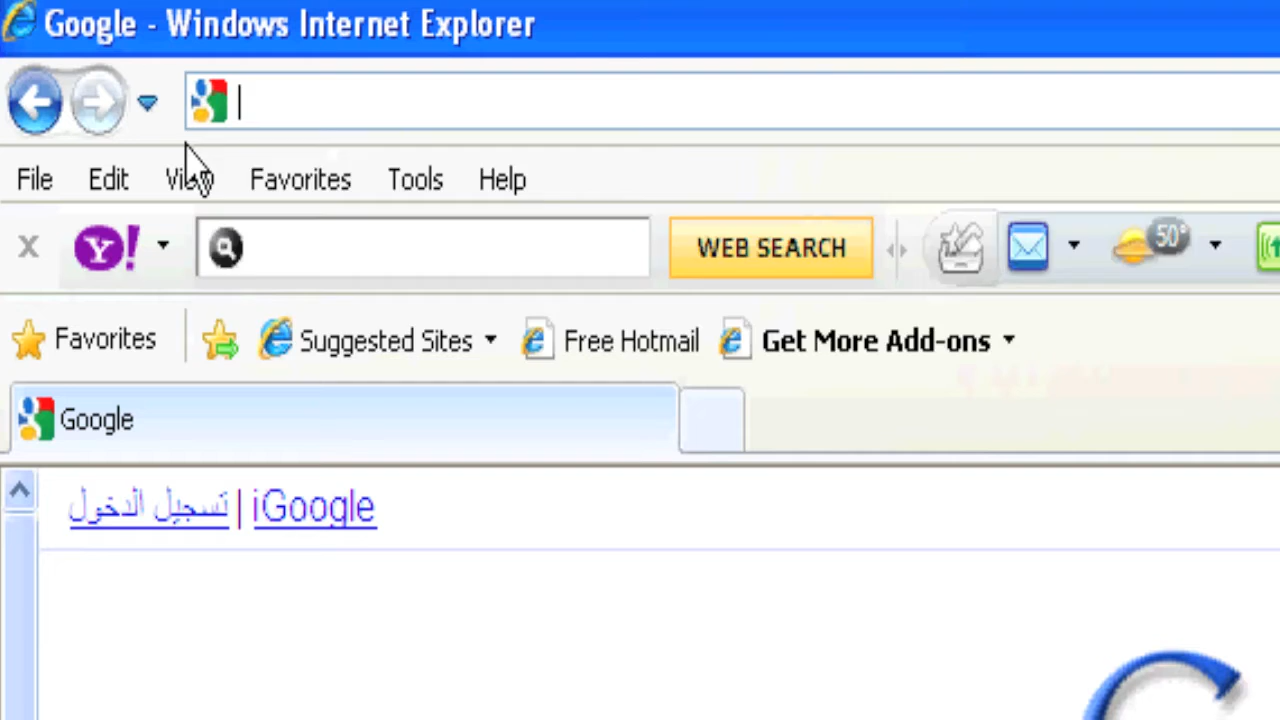 Google - Windows Internet Explorer
File Edit View Favorites Tools Help
Y! WEB SEARCH 50°
Favorites Suggested Sites Free Hotmail Get More Add-ons
Google
تسجيل الدخول | iGoogle